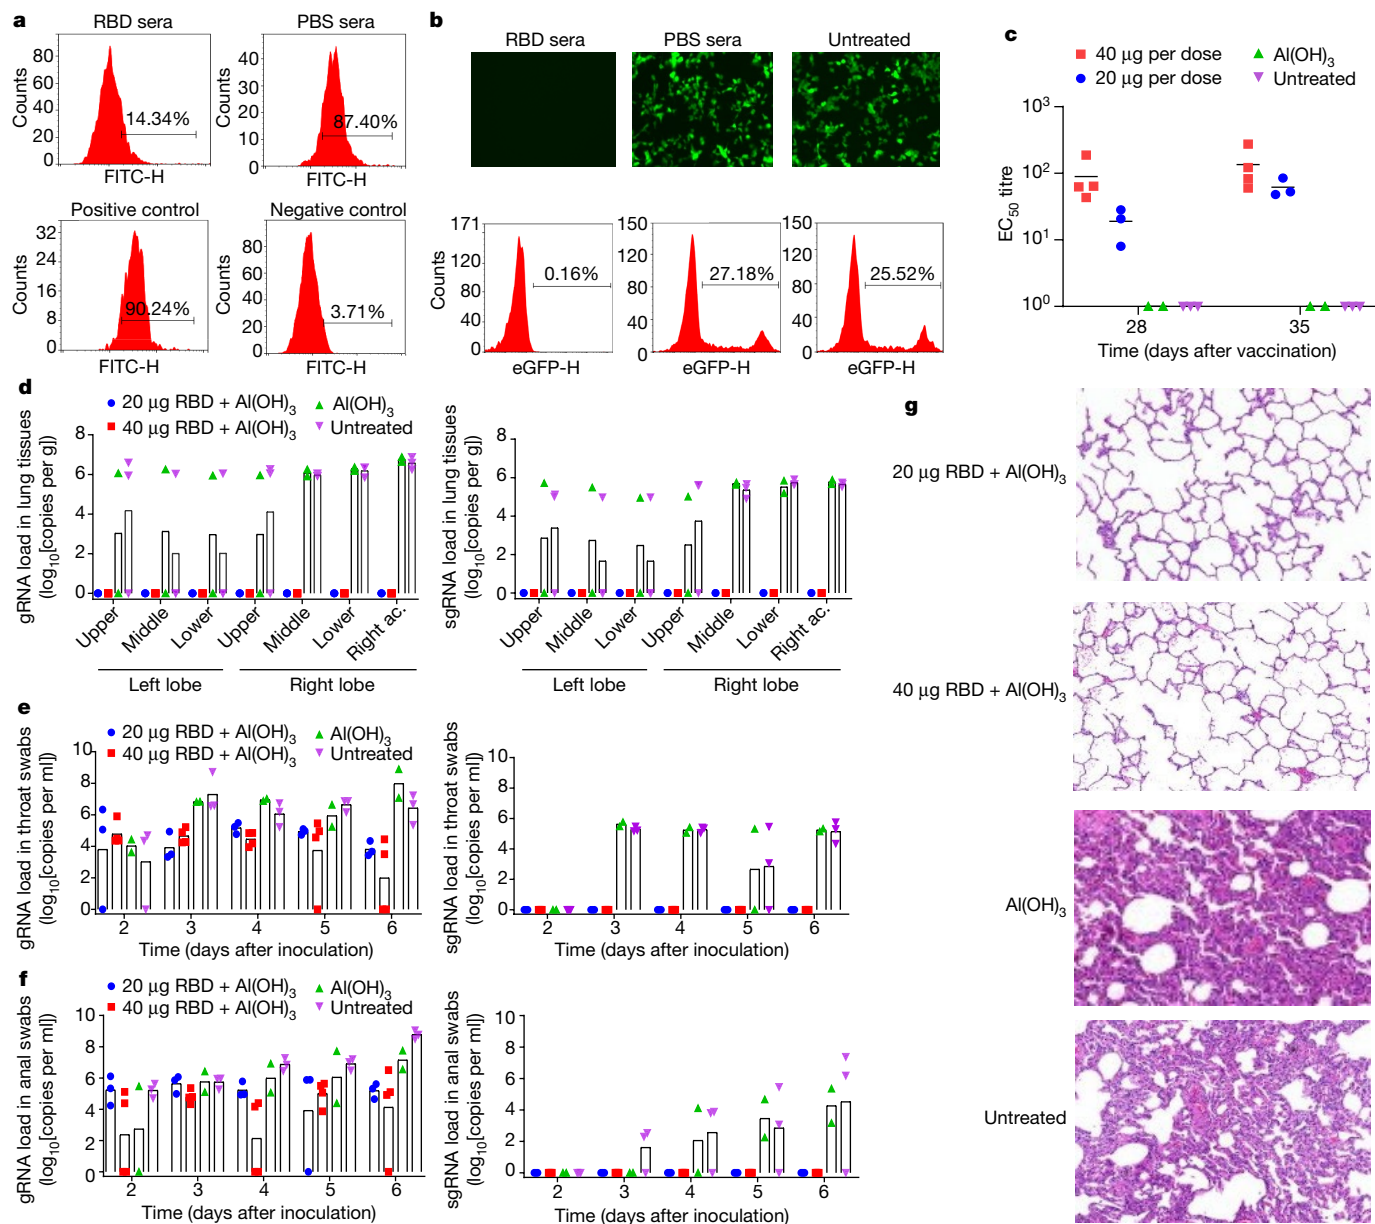 a
RBD sera
PBS sera
Counts
80
60
40
20
0
14.34%
FITC-H
40
30
20
10
0
87.40%
FITC-H
Positive control
Negative control
Counts
32
24
16
8
0
90.24%
FITC-H
Counts
80
60
40
20
0
3.71%
FITC-H
b
RBD sera
PBS sera
Untreated
Counts
171
120
80
40
0
0.16%
eGFP-H
150
120
90
60
30
0
27.18%
eGFP-H
150
120
80
40
0
25.52%
eGFP-H
c
40 µg per dose
Al(OH)3
20 µg per dose
Untreated
EC50 titre
10^3
10^2
10^1
10^0
28
35
Time (days after vaccination)
d
20 µg RBD + Al(OH)3
Al(OH)3
40 µg RBD + Al(OH)3
Untreated
gRNA load in lung tissues
(log10[copies per g])
8
6
4
2
0
Upper
Middle
Lower
Upper
Middle
Lower
Right ac.
Left lobe
Right lobe
sgRNA load in lung tissues
(log10[copies per g])
8
6
4
2
0
Upper
Middle
Lower
Upper
Middle
Lower
Right ac.
Left lobe
Right lobe
e
20 µg RBD + Al(OH)3
Al(OH)3
40 µg RBD + Al(OH)3
Untreated
gRNA load in throat swabs
(log10[copies per ml])
10
8
6
4
2
0
2
3
4
5
6
Time (days after inoculation)
sgRNA load in throat swabs
(log10[copies per ml])
10
8
6
4
2
0
2
3
4
5
6
Time (days after inoculation)
f
20 µg RBD + Al(OH)3
Al(OH)3
40 µg RBD + Al(OH)3
Untreated
gRNA load in anal swabs
(log10[copies per ml])
10
8
6
4
2
0
2
3
4
5
6
Time (days after inoculation)
sgRNA load in anal swabs
(log10[copies per ml])
10
8
6
4
2
0
2
3
4
5
6
Time (days after inoculation)
g
20 µg RBD + Al(OH)3
40 µg RBD + Al(OH)3
Al(OH)3
Untreated